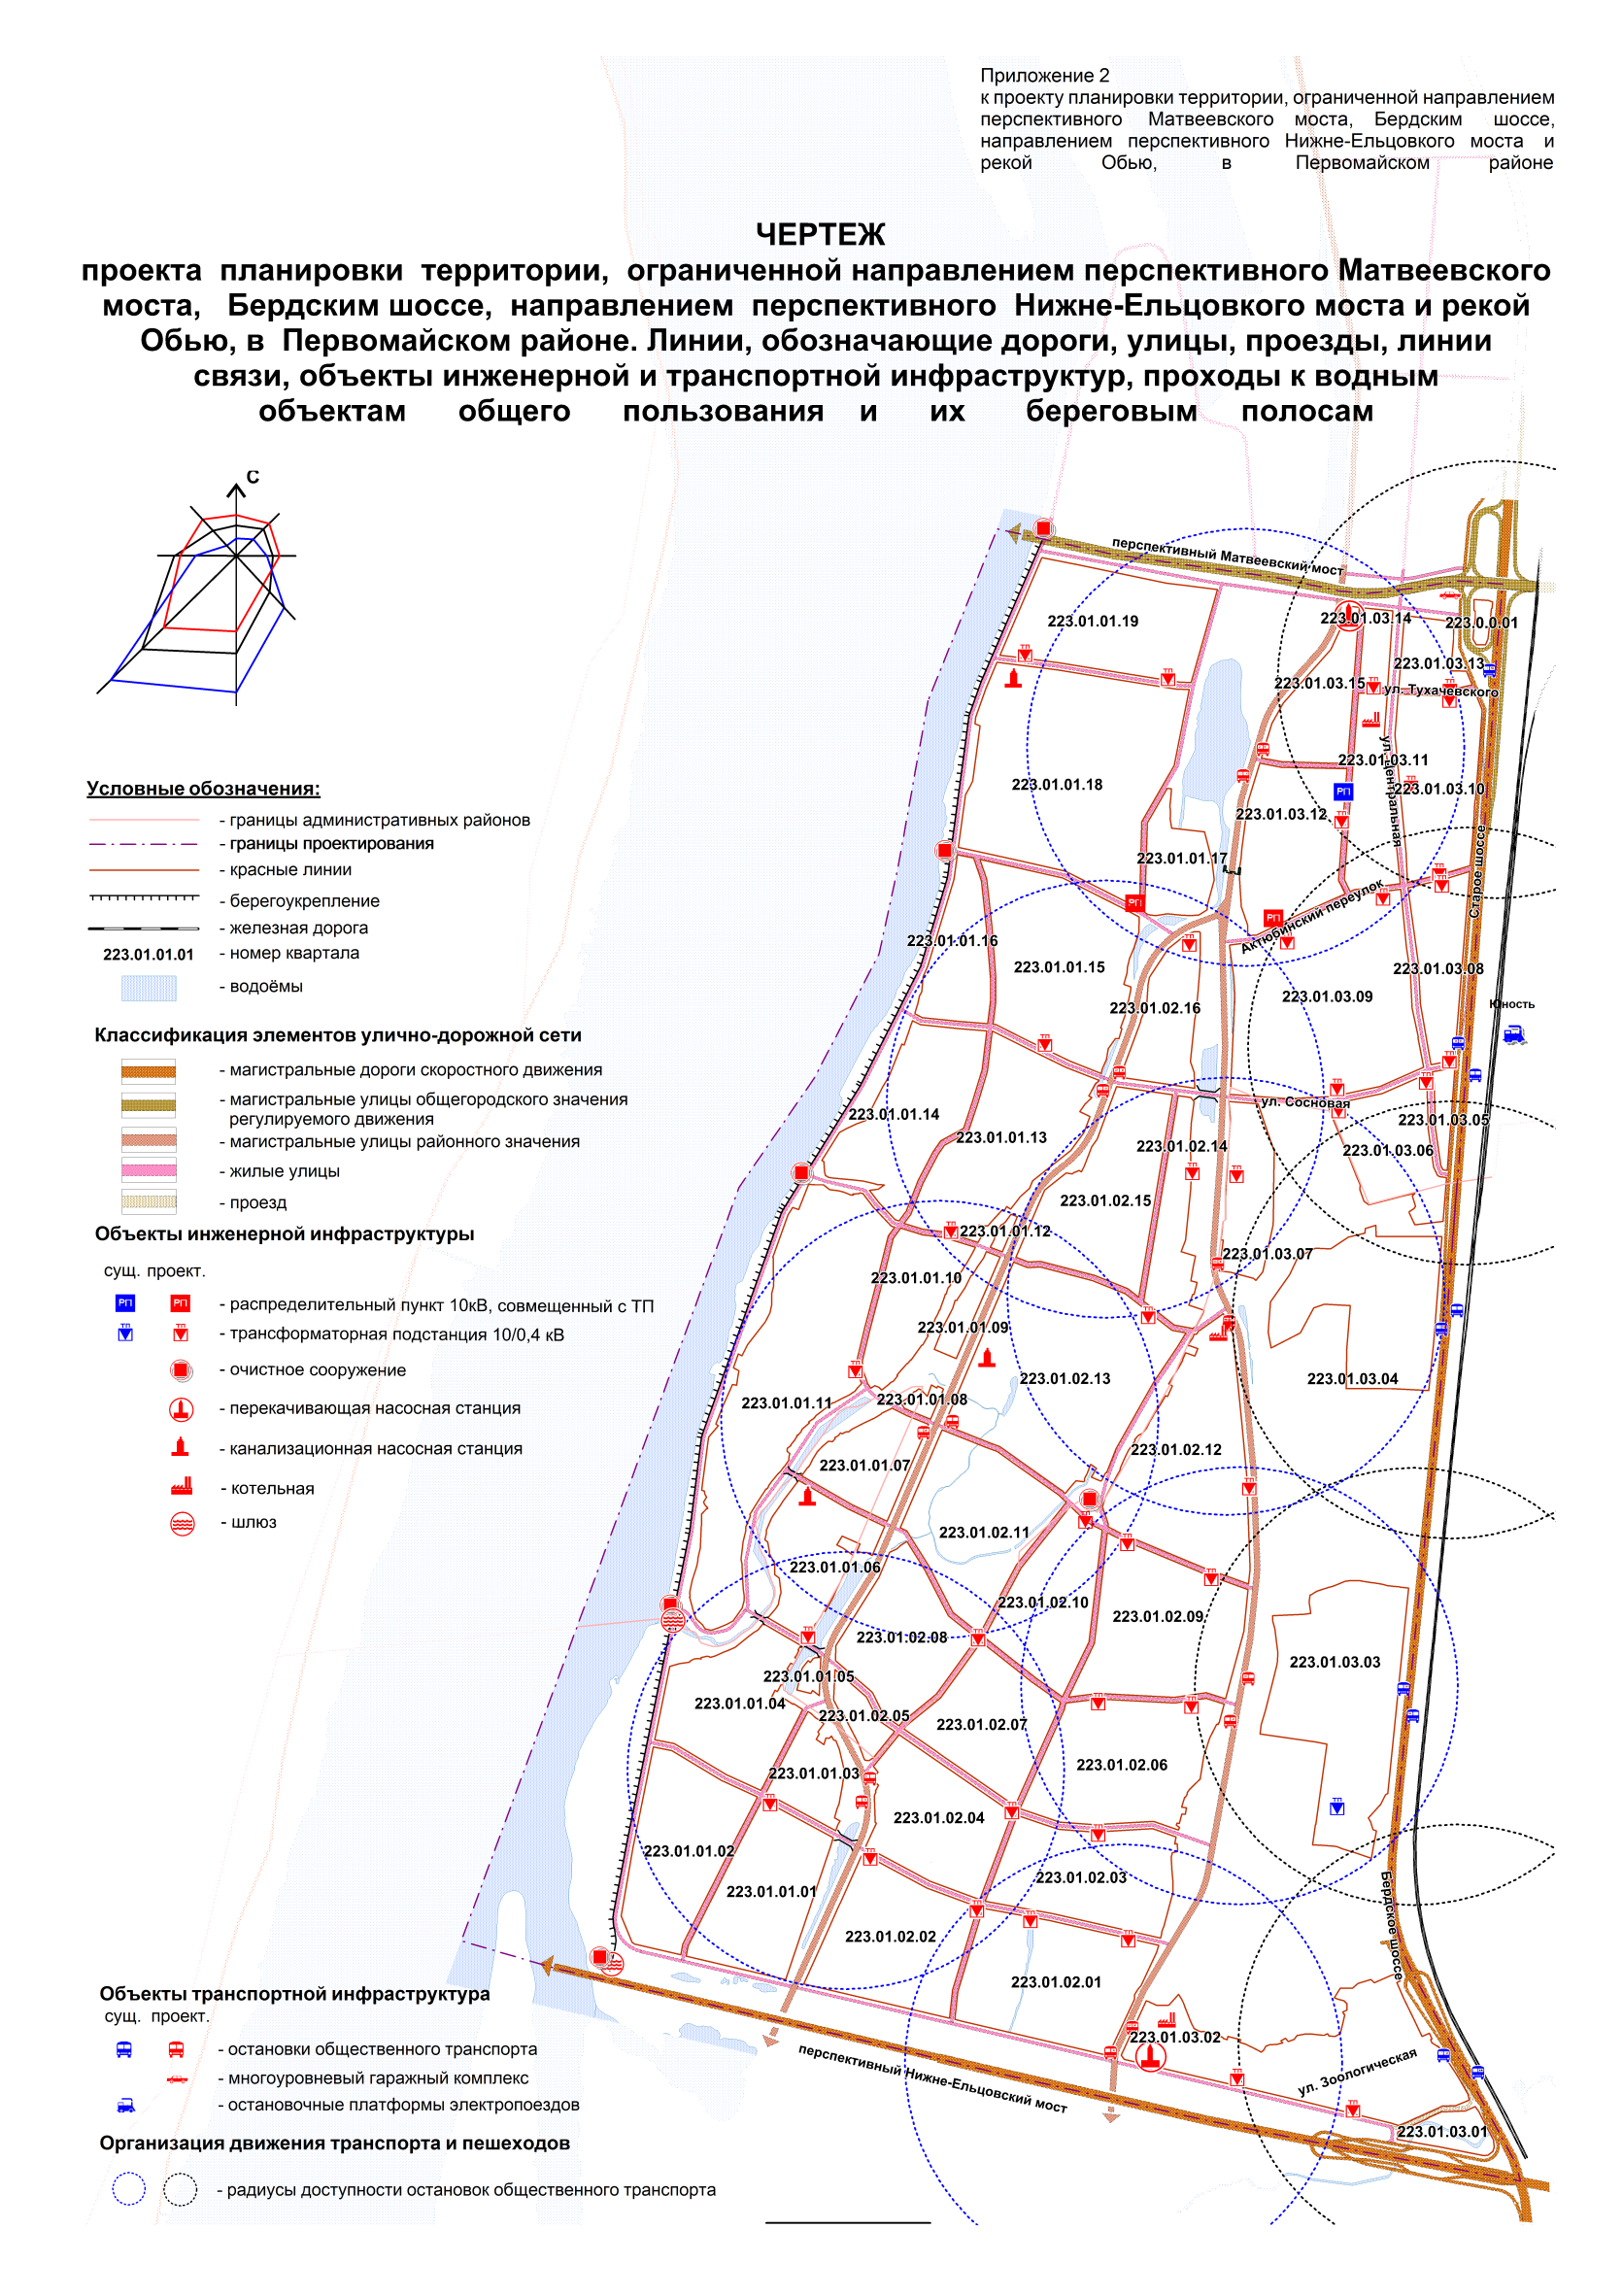 Приложение 2
к проекту планировки территории, ограниченной направлением
перспективного Матвеевского моста, Бердским шоссе,
направлением перспективного Нижне-Ельцовкого моста и
рекой Обью, в Первомайском районе
ЧЕРТЕЖ
проекта планировки территории, ограниченной направлением перспективного Матвеевского
моста, Бердским шоссе, направлением перспективного Нижне-Ельцовкого моста и рекой
Обью, в Первомайском районе. Линии, обозначающие дороги, улицы, проезды, линии
связи, объекты инженерной и транспортной инфраструктур, проходы к водным
объектам общего пользования и их береговым полосам
С
Условные обозначения:
- границы административных районов
- границы проектирования
- красные линии
- берегоукрепление
- железная дорога
223.01.01.01 - номер квартала
- водоёмы
Классификация элементов улично-дорожной сети
- магистральные дороги скоростного движения
- магистральные улицы общегородского значения
регулируемого движения
- магистральные улицы районного значения
- жилые улицы
- проезд
Объекты инженерной инфраструктуры
сущ. проект.
РП РП - распределительный пункт 10кВ, совмещенный с ТП
ТП ТП - трансформаторная подстанция 10/0,4 кВ
- очистное сооружение
- перекачивающая насосная станция
- канализационная насосная станция
- котельная
- шлюз
Объекты транспортной инфраструктура
сущ. проект.
- остановки общественного транспорта
- многоуровневый гаражный комплекс
- остановочные платформы электропоездов
Организация движения транспорта и пешеходов
- радиусы доступности остановок общественного транспорта
перспективный Матвеевский мост
223.01.01.19
223.01.03.14
223.0.0.01
223.01.03.13
223.01.03.15
ул. Тухачевского
223.01.03.11
ул. Центральная
223.01.01.18
223.01.03.10
РП
223.01.03.12
223.01.01.17
Старое шоссе
РП
РП
Актюбинский переулок
223.01.01.16
223.01.01.15
223.01.03.08
223.01.03.09
Юность
223.01.02.16
ул. Сосновая
223.01.01.14
223.01.03.05
223.01.01.13
223.01.02.14
223.01.03.06
223.01.02.15
223.01.01.12
223.01.03.07
223.01.01.10
223.01.01.09
223.01.02.13
223.01.03.04
223.01.01.11
223.01.01.08
223.01.02.12
223.01.01.07
223.01.02.11
223.01.01.06
223.01.02.10
223.01.02.09
223.01.02.08
223.01.03.03
223.01.01.05
223.01.01.04
223.01.02.05
223.01.02.07
223.01.02.06
223.01.01.03
223.01.02.04
223.01.01.02
223.01.02.03
223.01.01.01
Бердское шоссе
223.01.02.02
223.01.02.01
223.01.03.02
перспективный Нижне-Ельцовский мост
ул. Зоологическая
223.01.03.01